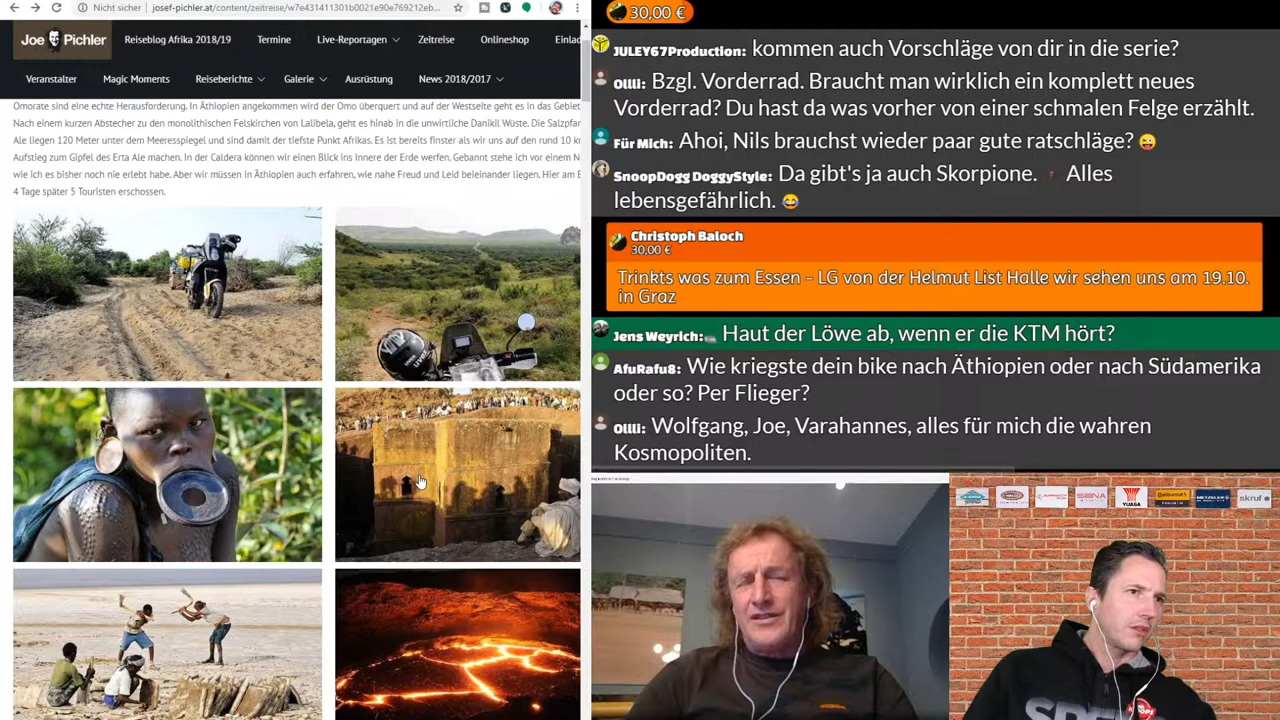 Nicht sicher | josef-pichler.at/content/zeitreise/w7e431411301b0021e90e769212eb...
Joe Pichler
Reiseblog Afrika 2018/19
Termine
Live-Reportagen
Zeitreise
Onlineshop
Einlad
Veranstalter
Magic Moments
Reiseberichte
Galerie
Ausrüstung
News 2018/2017
Omorate sind eine echte Herausforderung. In Äthiopien angekommen wird der Omo überquert und auf der Westseite geht es in das Gebiet
Nach einem kurzen Abstecher zu den monolithischen Felskirchen von Lalibela, geht es hinab in die unwirtliche Danikil Wüste. Die Salzpfan
Ale liegen 120 Meter unter dem Meeresspiegel und sind damit der tiefste Punkt Afrikas. Es ist bereits finster als wir uns auf den rund 10 k
Aufstieg zum Gipfel des Erta Ale machen. In der Caldera können wir einen Blick ins Innere der Erde werfen. Gebannt stehe ich vor einem N
wie ich es bisher noch nie erlebt habe. Aber wir müssen in Äthiopien auch erfahren, wie nahe Freud und Leid beieinander liegen. Hier am E
4 Tage später 5 Touristen erschossen.
30,00 €
JULEY67Production: kommen auch Vorschläge von dir in die serie?
Ollli: Bzgl. Vorderrad. Braucht man wirklich ein komplett neues
Vorderrad? Du hast da was vorher von einer schmalen Felge erzählt.
Für Mich: Ahoi, Nils brauchst wieder paar gute ratschläge? 😜
SnoopDogg DoggyStyle: Da gibt's ja auch Skorpione. Alles
lebensgefährlich. 😂
Christoph Baloch
30,00 €
Trinkts was zum Essen - LG von der Helmut List Halle wir sehen uns am 19.10.
in Graz
Jens Weyrich: Haut der Löwe ab, wenn er die KTM hört?
AfuRafu8: Wie kriegste dein bike nach Äthiopien oder nach Südamerika
oder so? Per Flieger?
Ollli: Wolfgang, Joe, Varahannes, alles für mich die wahren
Kosmopoliten.
SENA
YUASA
METZELER
skruf